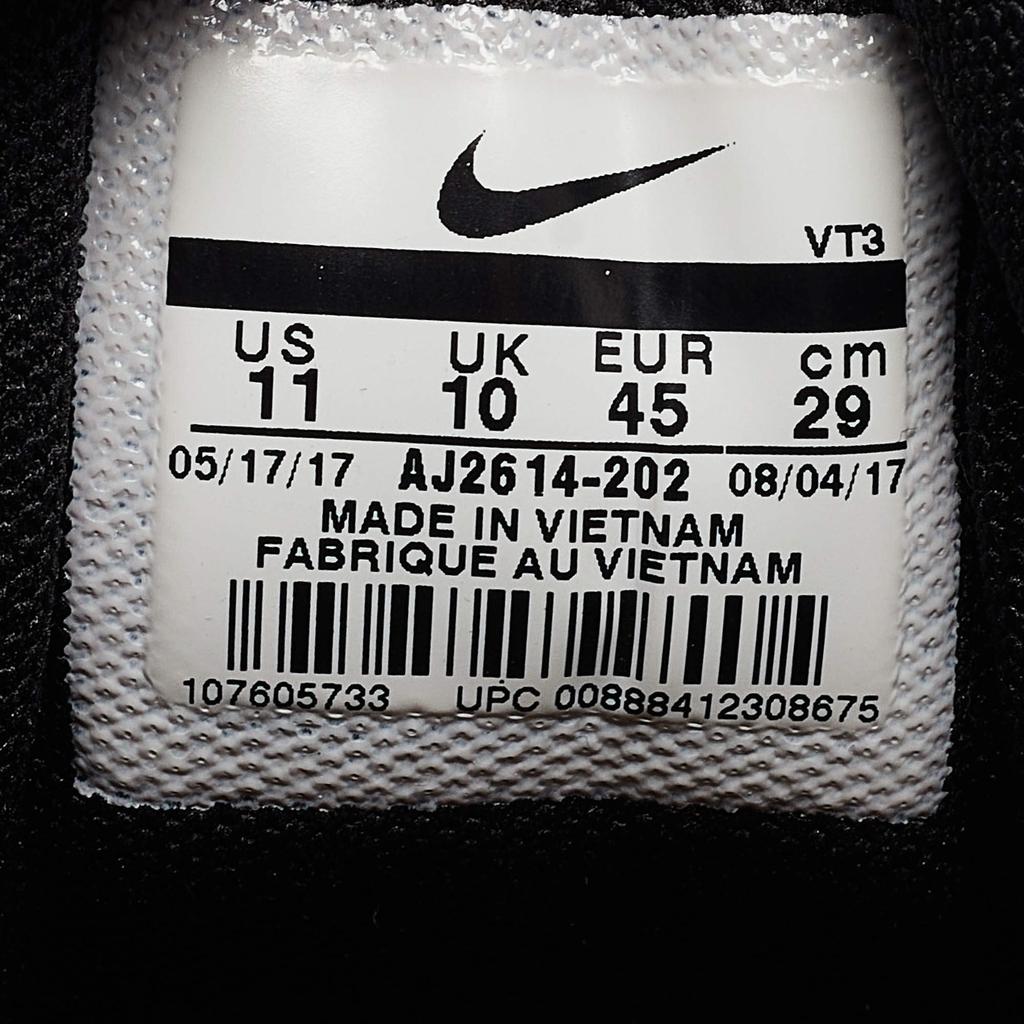 VT3
US UK EUR cm
11 10 45 29
05/17/17 AJ2614-202 08/04/17
MADE IN VIETNAM
FABRIQUE AU VIETNAM
107605733 UPC 00888412308675